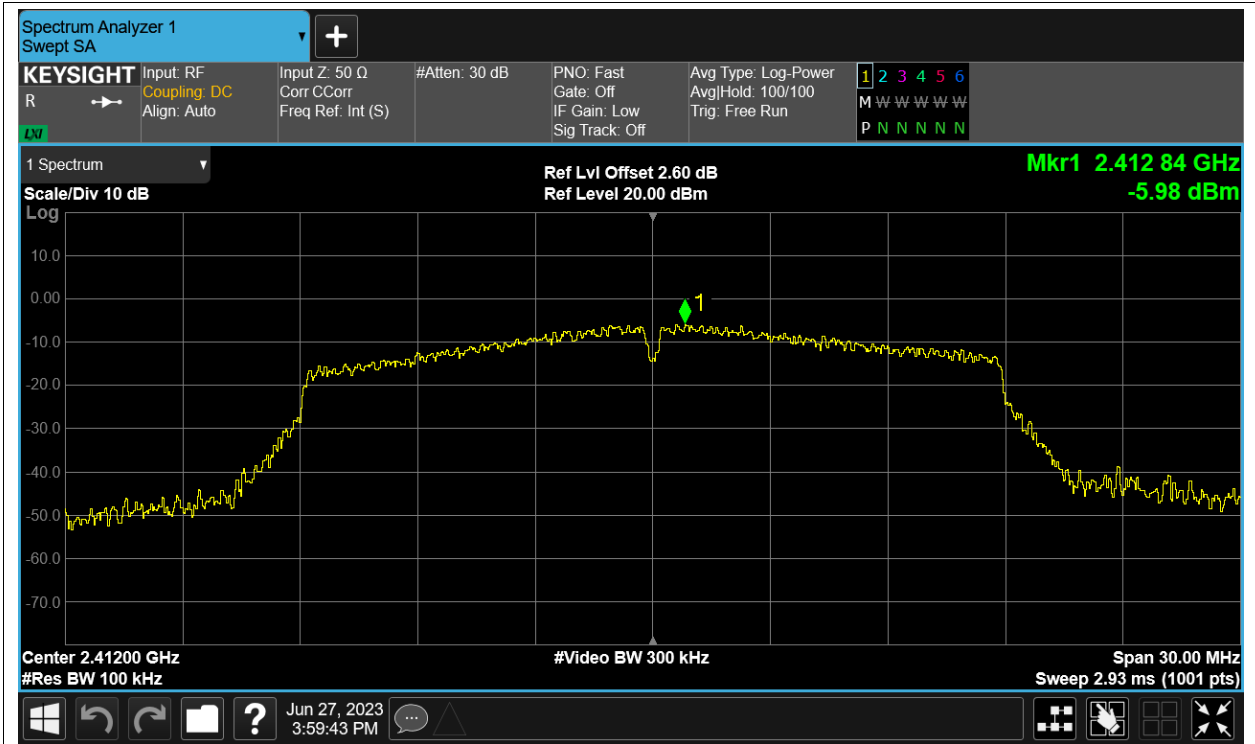 Spectrum Analyzer 1
Swept SA
KEYSIGHT
R
LXI
Input: RF
Coupling: DC
Align: Auto
Input Z: 50 Ω
Corr CCorr
Freq Ref: Int (S)
#Atten: 30 dB
PNO: Fast
Gate: Off
IF Gain: Low
Sig Track: Off
Avg Type: Log-Power
Avg|Hold: 100/100
Trig: Free Run
1 2 3 4 5 6
M W W W W W
P N N N N N
1 Spectrum
Scale/Div 10 dB
Log
Ref Lvl Offset 2.60 dB
Ref Level 20.00 dBm
Mkr1 2.412 84 GHz
-5.98 dBm
10.0
0.00
1
-10.0
-20.0
-30.0
-40.0
-50.0
-60.0
-70.0
Center 2.41200 GHz
#Video BW 300 kHz
Span 30.00 MHz
#Res BW 100 kHz
Sweep 2.93 ms (1001 pts)
?
Jun 27, 2023
3:59:43 PM